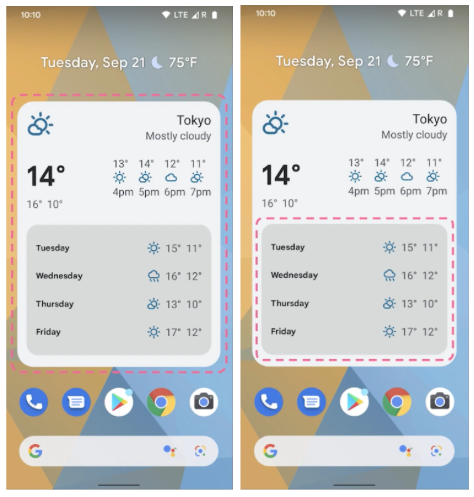 10:10 LTE R
Tuesday, Sep 21 75°F
Tokyo
Mostly cloudy
14°
16° 10°
13° 14° 12° 11°
4pm 5pm 6pm 7pm
Tuesday 15° 11°
Wednesday 16° 12°
Thursday 13° 10°
Friday 17° 12°
G
10:10 LTE R
Tuesday, Sep 21 75°F
Tokyo
Mostly cloudy
14°
16° 10°
13° 14° 12° 11°
4pm 5pm 6pm 7pm
Tuesday 15° 11°
Wednesday 16° 12°
Thursday 13° 10°
Friday 17° 12°
G